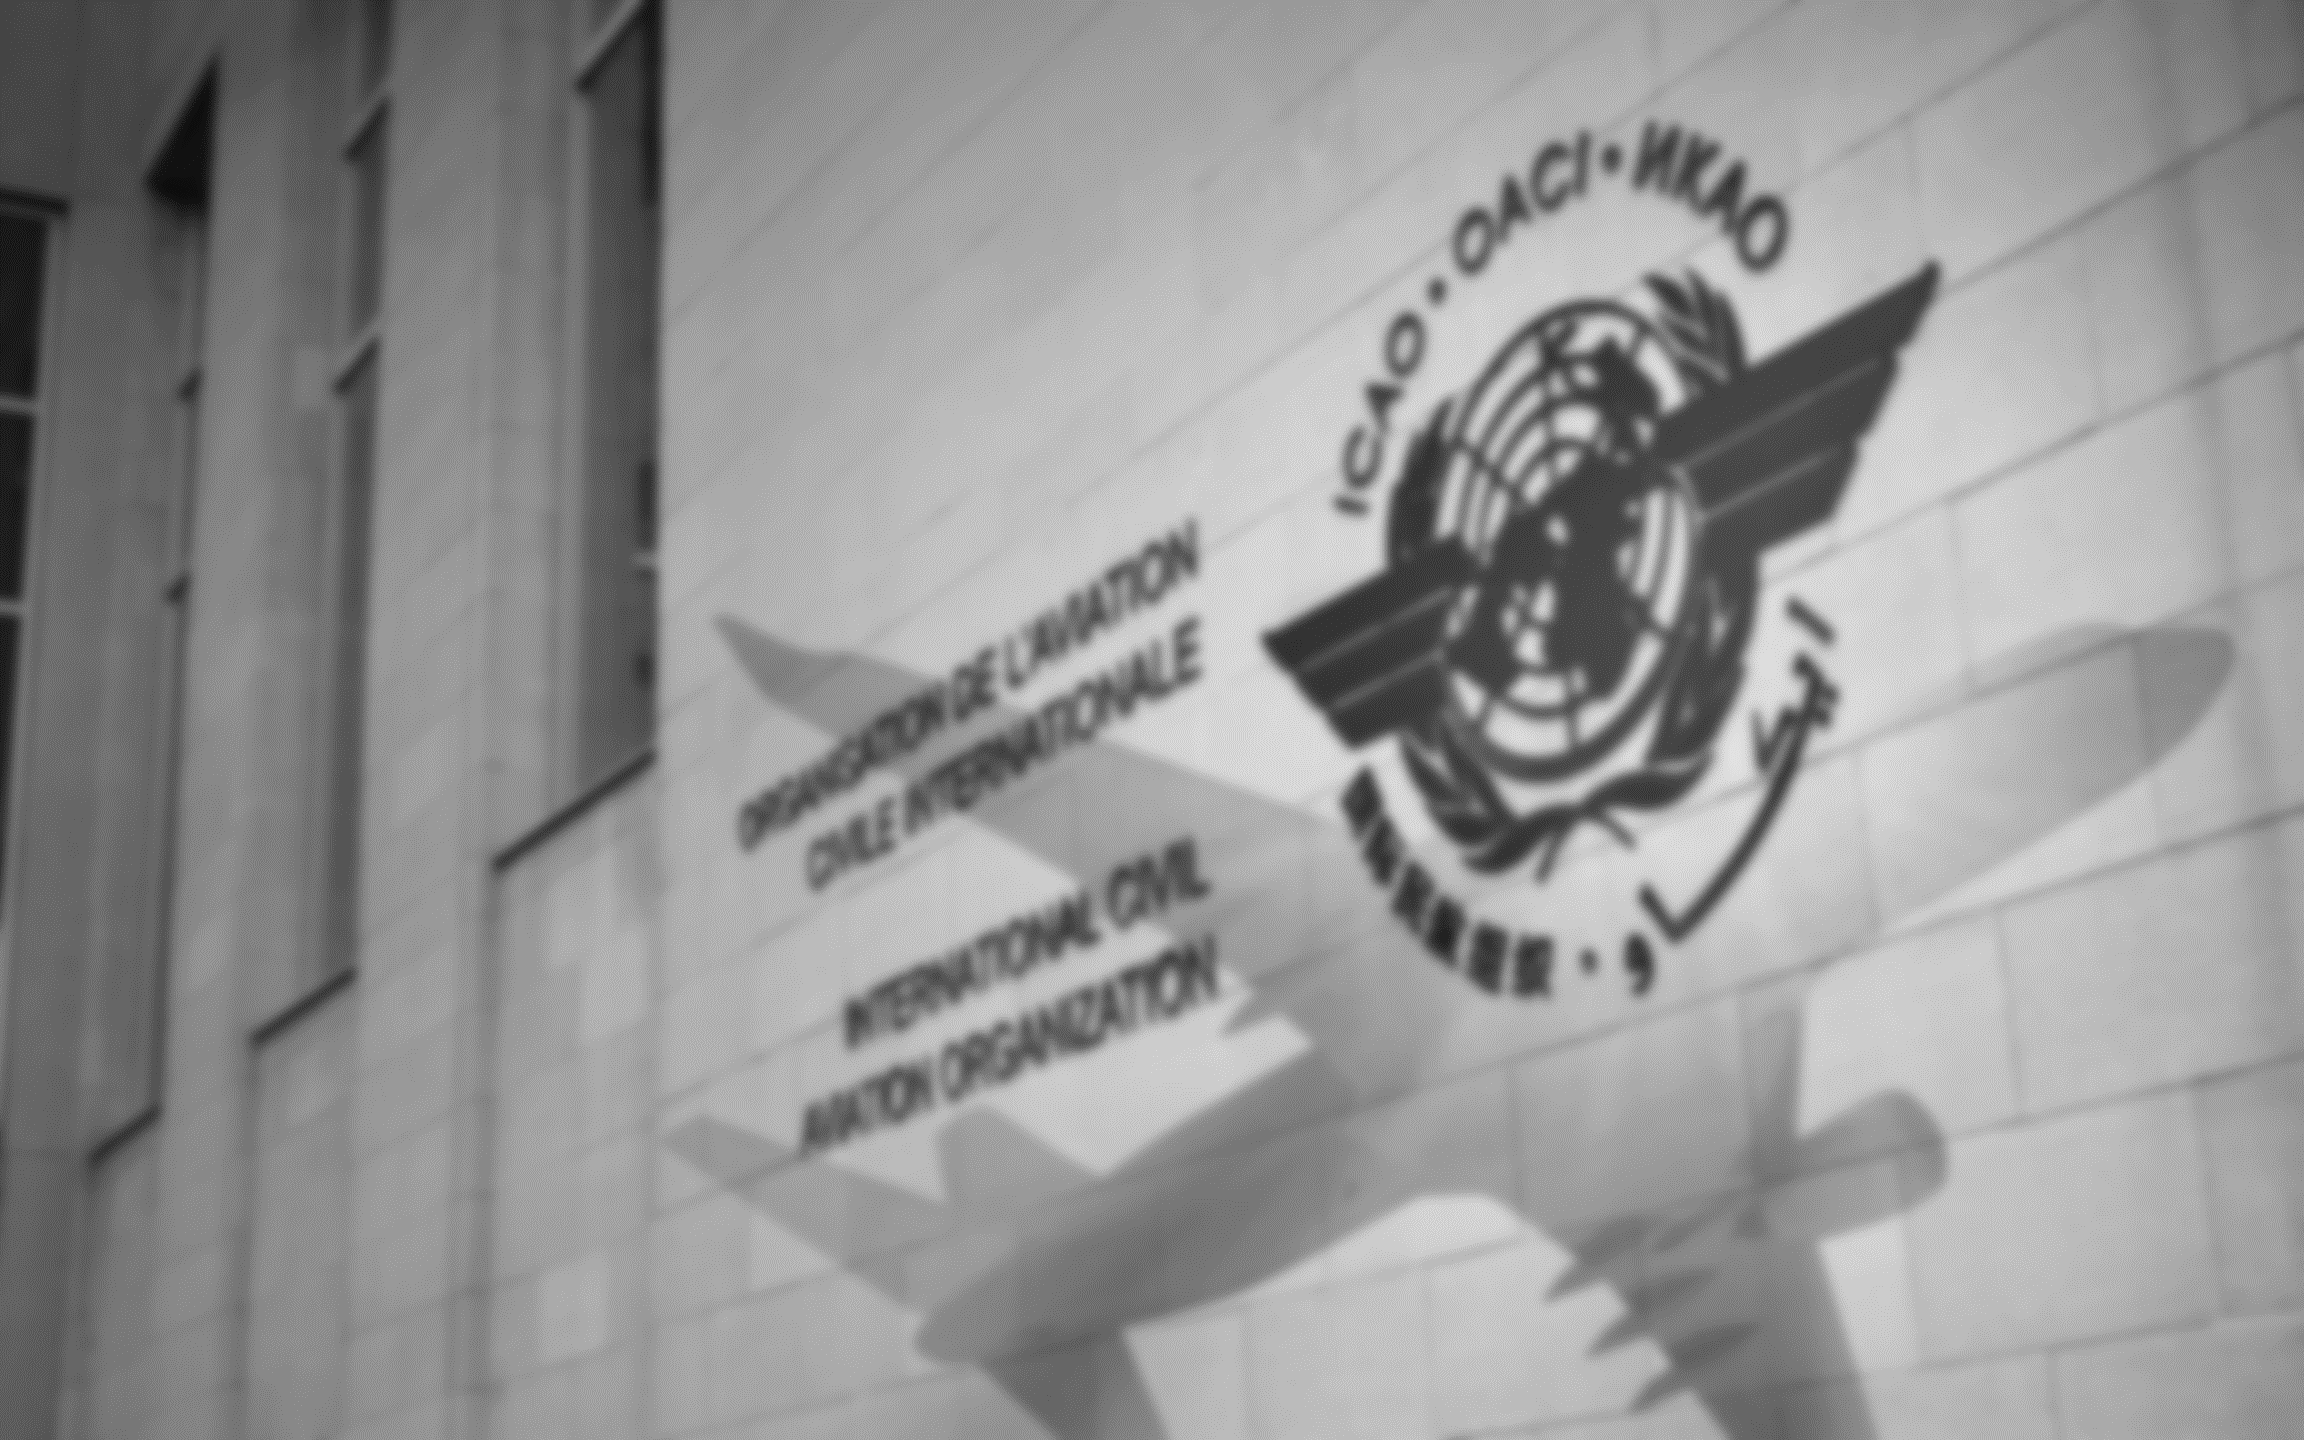 ORGANISATION DE L'AVIATION
CIVILE INTERNATIONALE
INTERNATIONAL CIVIL
AVIATION ORGANIZATION
ICAO • OACI • ИКАО